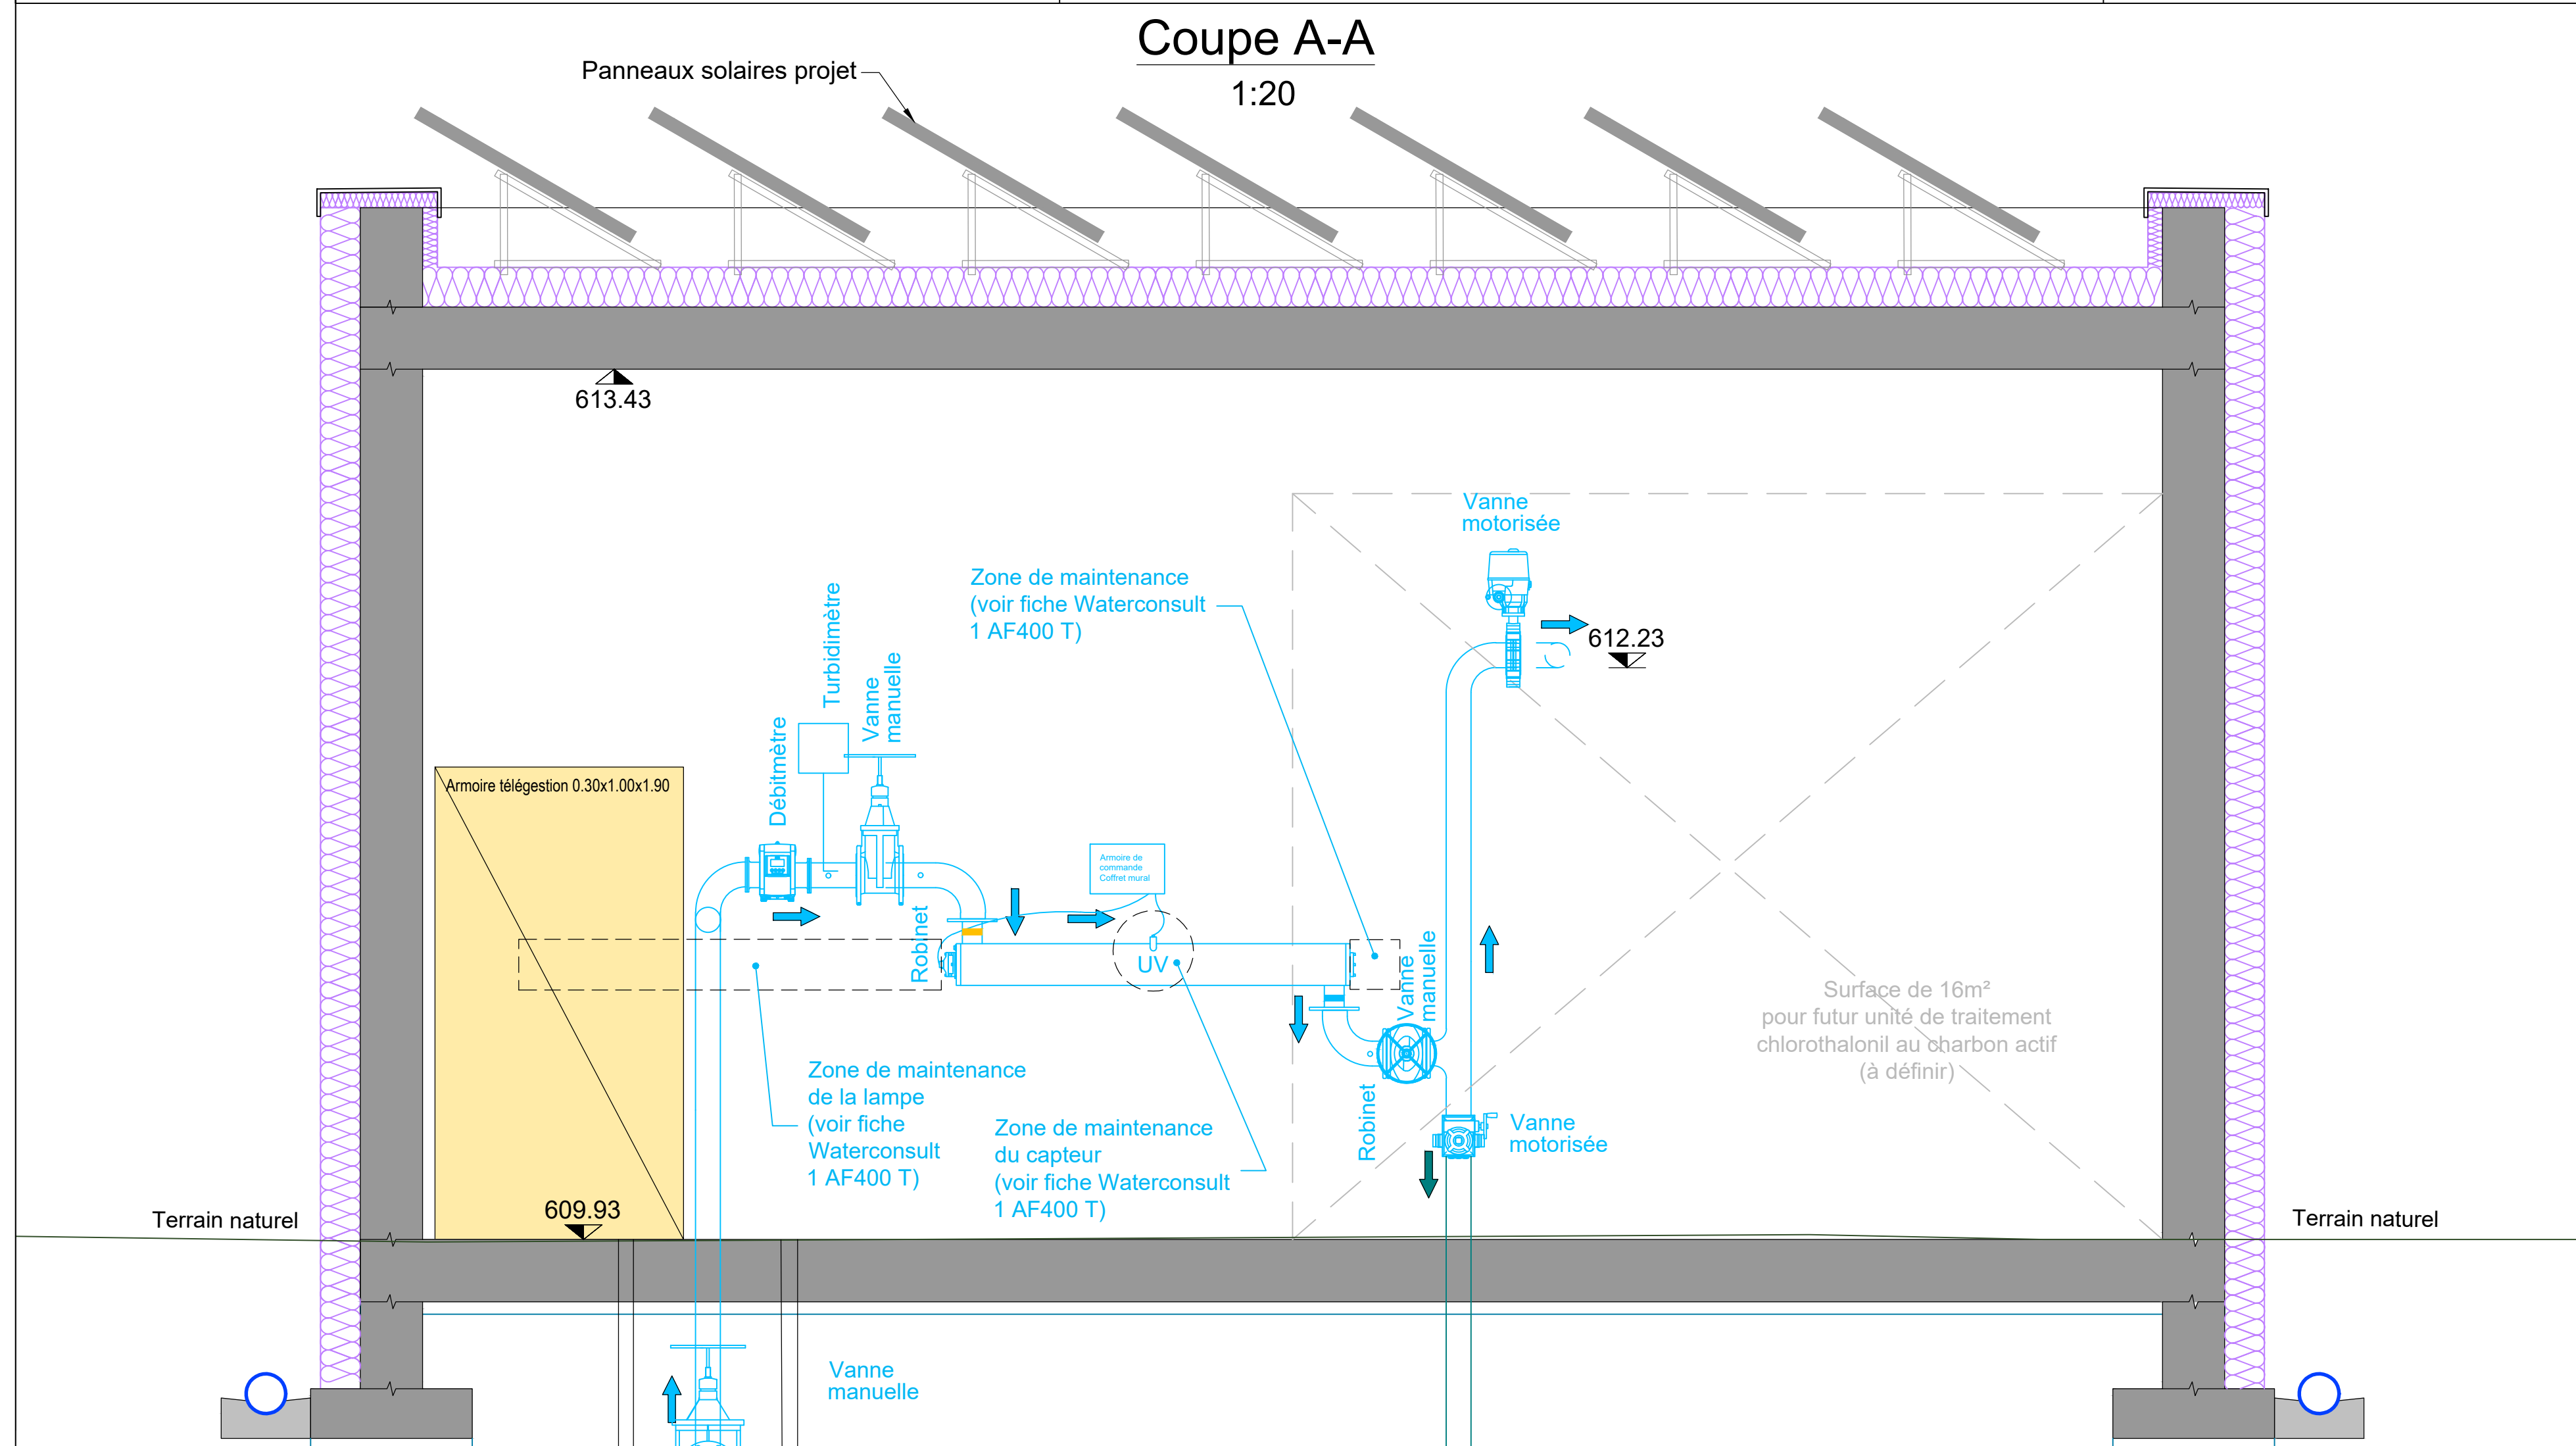 Coupe A-A
1:20
Panneaux solaires projet
613.43
Vanne
motorisée
Zone de maintenance
(voir fiche Waterconsult
1 AF400 T)
612.23
Turbidimètre
Vanne
manuelle
Débitmètre
Armoire télégestion 0.30x1.00x1.90
Armoire de
commande
Coffret mural
Robinet
UV
Vanne
manuelle
Surface de 16m²
pour futur unité de traitement
chlorothalonil au charbon actif
(à définir)
Zone de maintenance
de la lampe
(voir fiche
Waterconsult
1 AF400 T)
Zone de maintenance
du capteur
(voir fiche Waterconsult
1 AF400 T)
Robinet
Vanne
motorisée
609.93
Terrain naturel
Terrain naturel
Vanne
manuelle